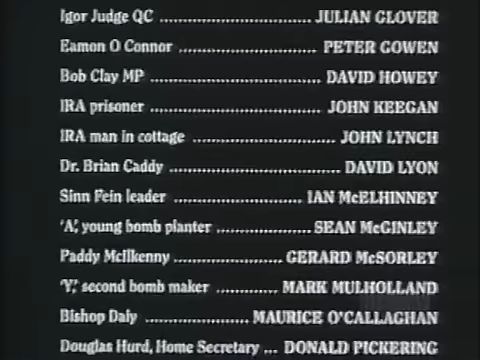 Igor Judge QC ................................ JULIAN GLOVER
Eamon O Connor ............................. PETER GOWEN
Bob Clay MP .................................... DAVID HOWEY
IRA prisoner .................................... JOHN KEEGAN
IRA man in cottage .............................. JOHN LYNCH
Dr. Brian Caddy .................................... DAVID LYON
Sinn Fein leader ........................... IAN McELHINNEY
'A', young bomb planter .................... SEAN McGINLEY
Paddy McIlkenny ....................... GERARD McSORLEY
'Y', second bomb maker ............. MARK MULHOLLAND
Bishop Daly ...................... MAURICE O'CALLAGHAN
Douglas Hurd, Home Secretary ... DONALD PICKERING